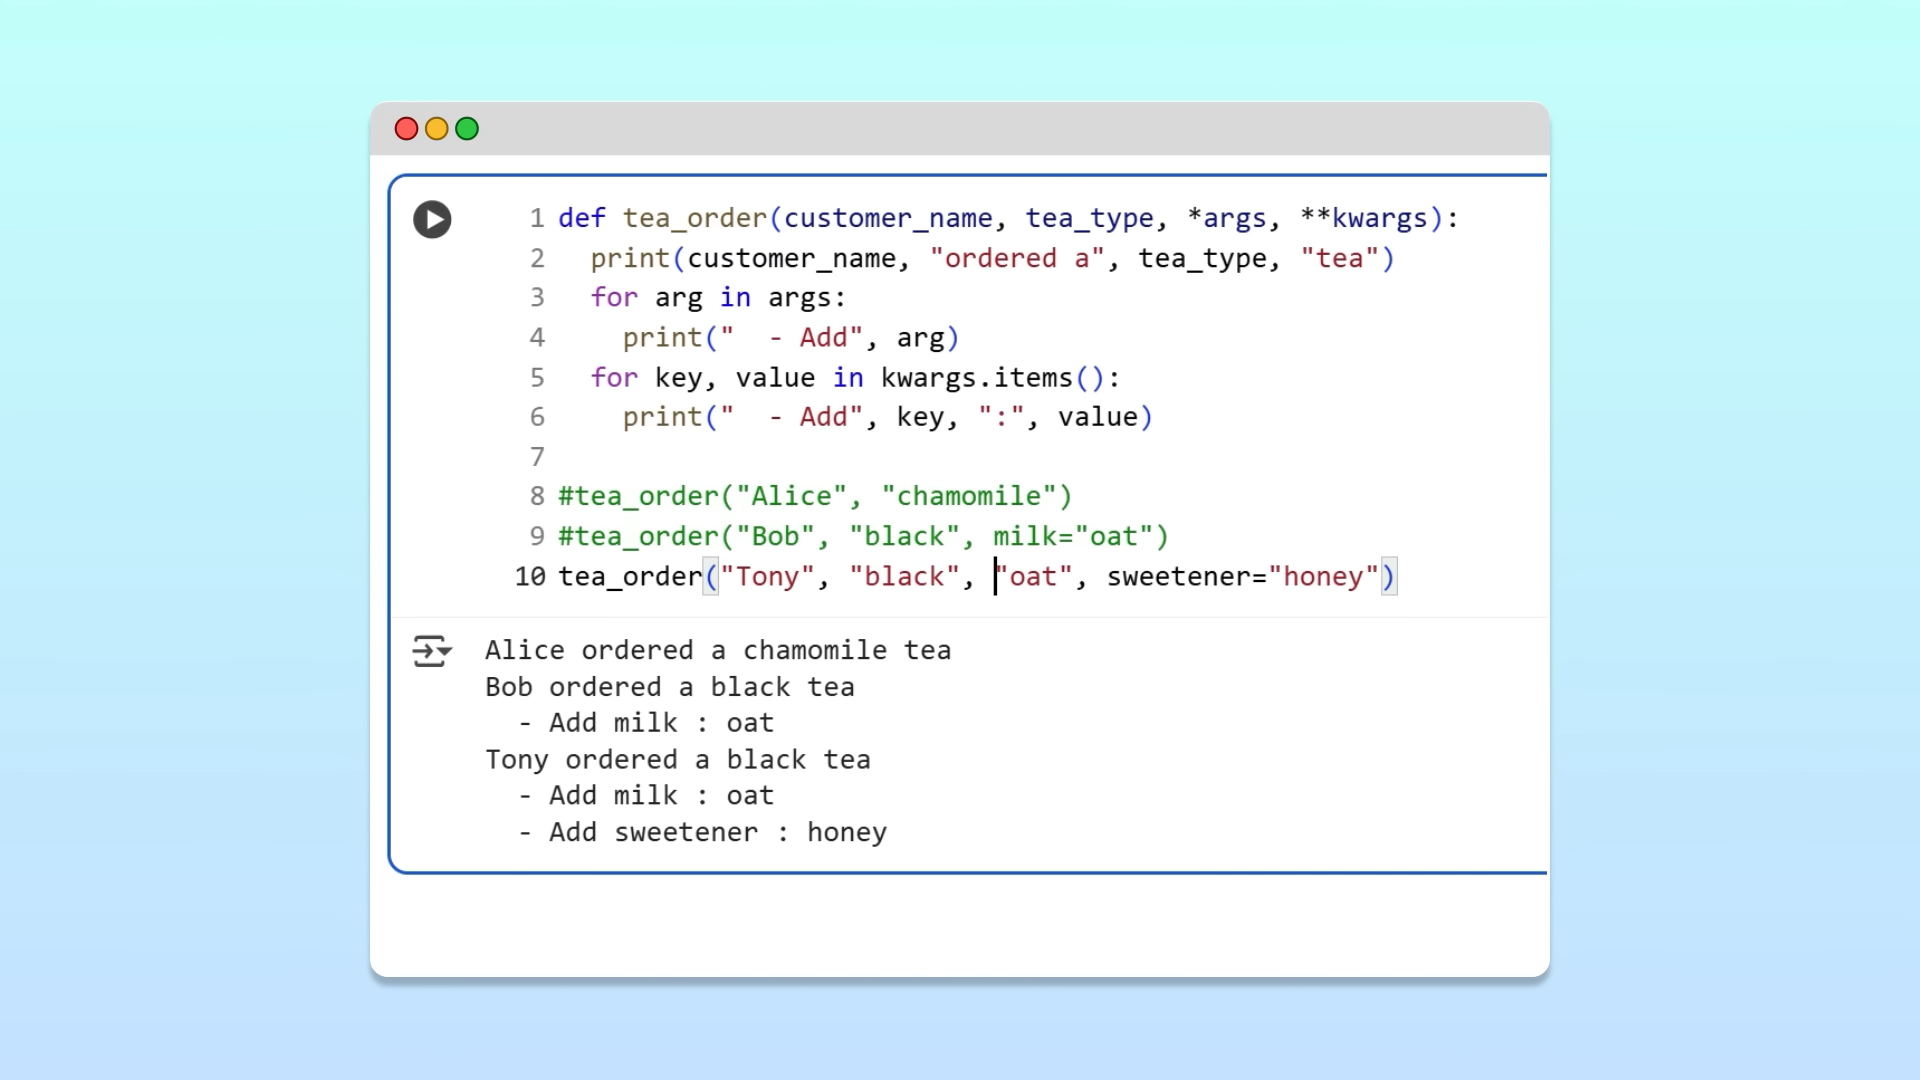 1 def tea_order(customer_name, tea_type, *args, **kwargs):
2   print(customer_name, "ordered a", tea_type, "tea")
3   for arg in args:
4     print("  - Add", arg)
5   for key, value in kwargs.items():
6     print("  - Add", key, ":", value)
7
8 #tea_order("Alice", "chamomile")
9 #tea_order("Bob", "black", milk="oat")
10 tea_order("Tony", "black", "oat", sweetener="honey")
Alice ordered a chamomile tea
Bob ordered a black tea
  - Add milk : oat
Tony ordered a black tea
  - Add milk : oat
  - Add sweetener : honey